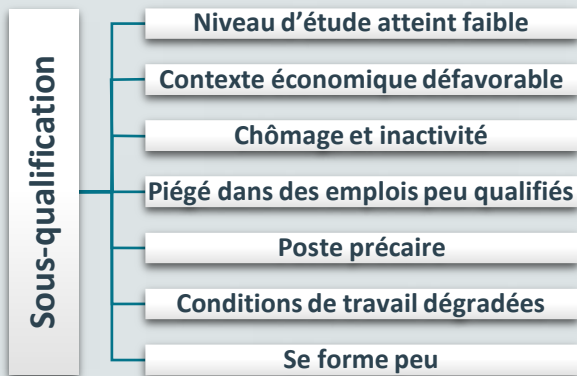 Sous-qualification
Niveau d’étude atteint faible
Contexte économique défavorable
Chômage et inactivité
Piégé dans des emplois peu qualifiés
Poste précaire
Conditions de travail dégradées
Se forme peu